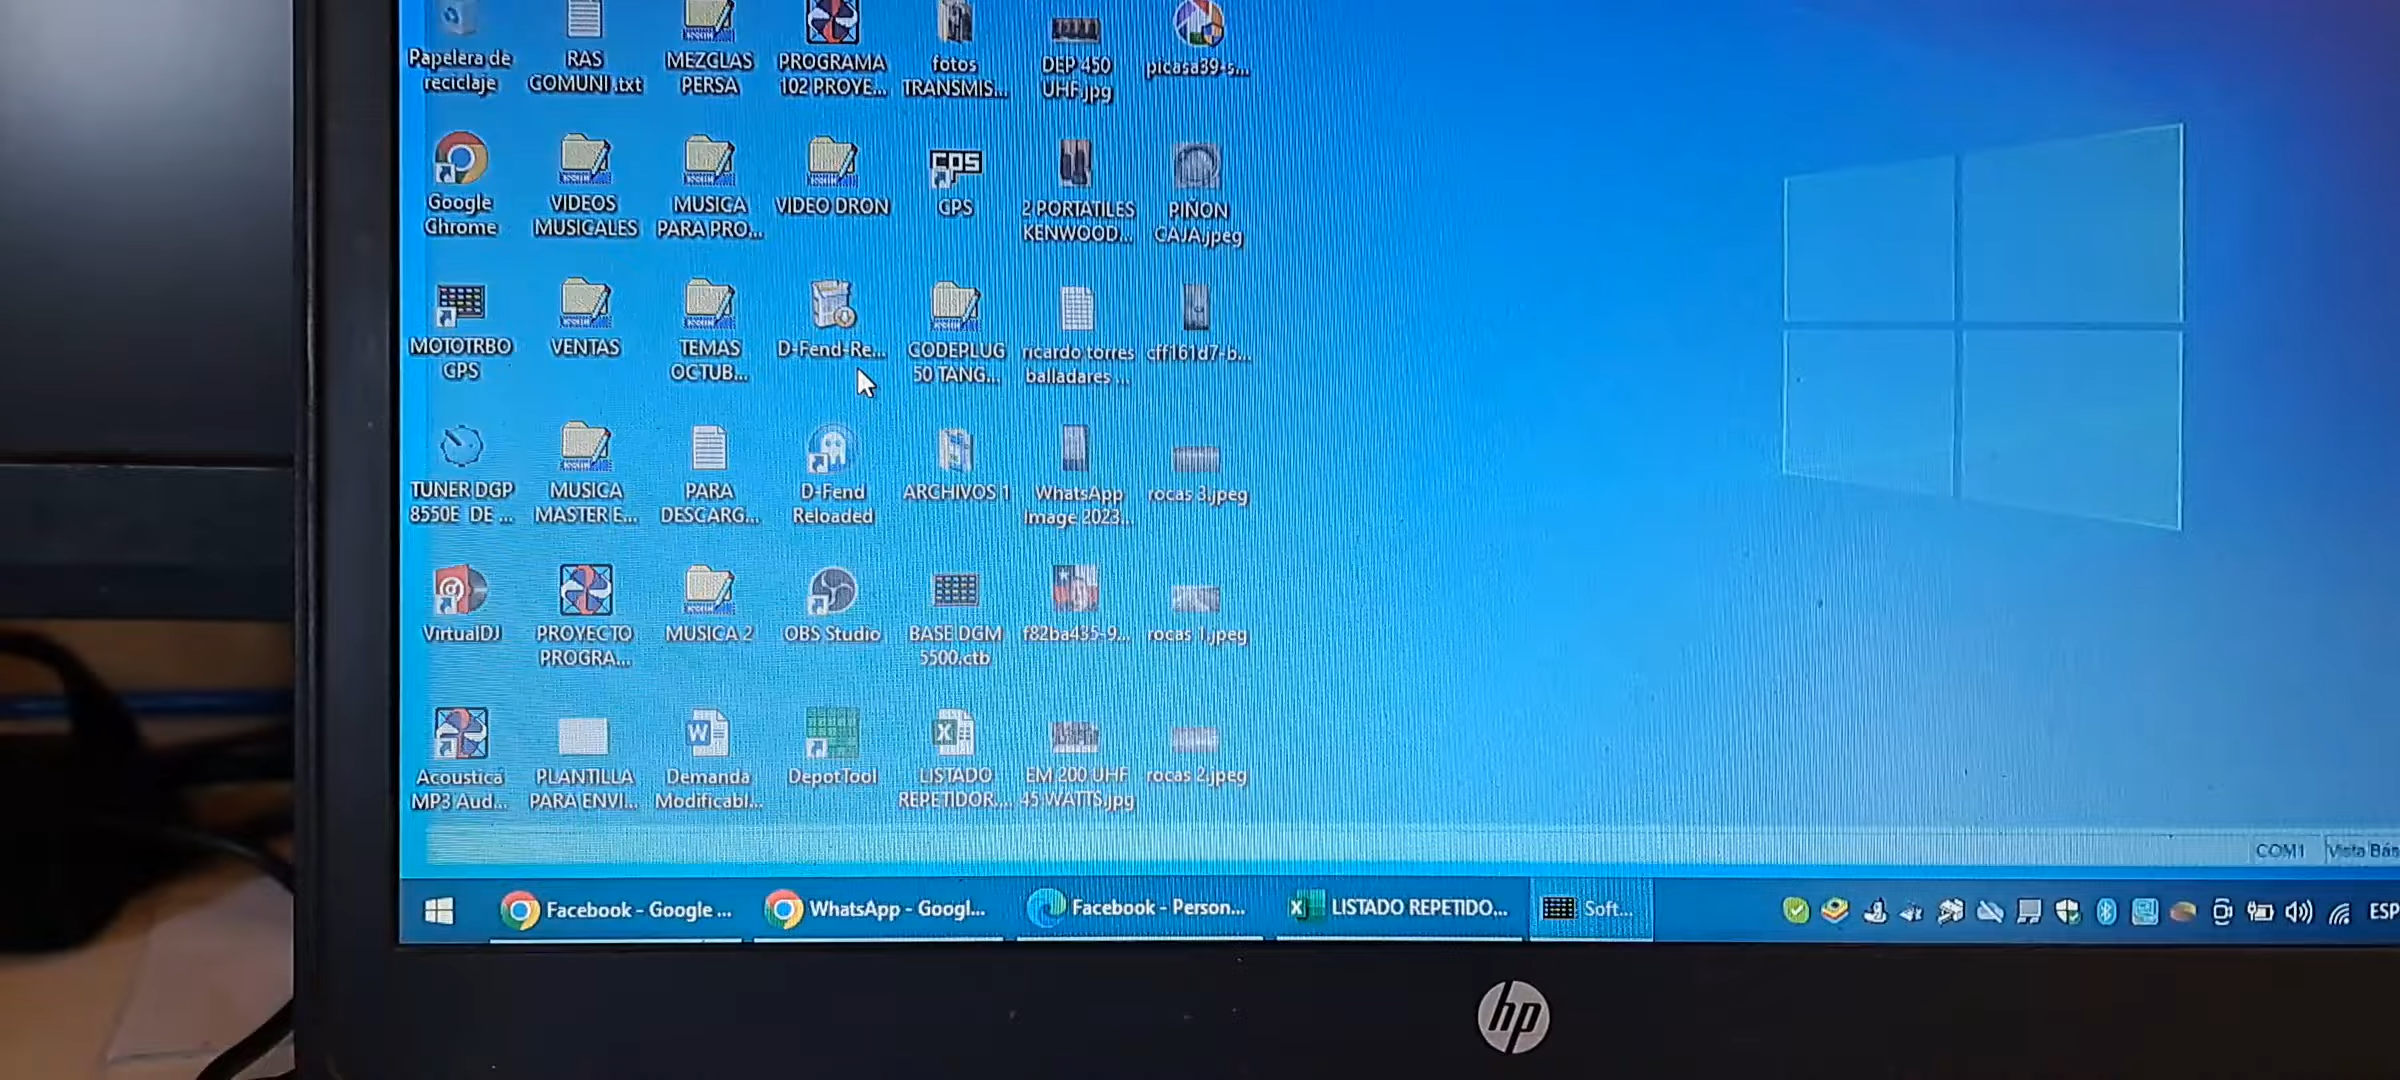 Papelera de
reciclaje
RAS
COMUNI .txt
MEZCLAS
PERSA
PROGRAMA
102 PROYE...
fotos
TRANSMIS...
DEP 450
UHF.jpg
picasa39-s...
Google
Chrome
VIDEOS
MUSICALES
MUSICA
PARA PRO...
VIDEO DRON
CPS
GPS
2 PORTATILES
KENWOOD...
PIÑON
CAJA.jpeg
MOTOTRBO
GPS
VENTAS
TEMAS
OCTUB...
D-Fend-Re...
CODEPLUG
50 TANG...
ricardo torres
balladares ...
cff161d7-b...
TUNER DGP
8550E DE ...
MUSICA
MASTER E...
PARA
DESCARG...
D-Fend
Reloaded
ARCHIVOS 1
WhatsApp
Image 2023...
rocas 3.jpeg
VirtualDJ
PROYECTO
PROGRA...
MUSICA 2
OBS Studio
BASE DGM
5500.ctb
f82ba435-9...
rocas 1.jpeg
Acoustica
MP3 Aud...
PLANTILLA
PARA ENVI...
Demanda
Modificabl...
DepotTool
LISTADO
REPETIDOR....
EM 200 UHF
45 WATTS.jpg
rocas 2.jpeg
COM1 Vista Bás
Facebook - Google ...
WhatsApp - Googl...
Facebook - Person...
LISTADO REPETIDO...
Soft...
ESP
hp